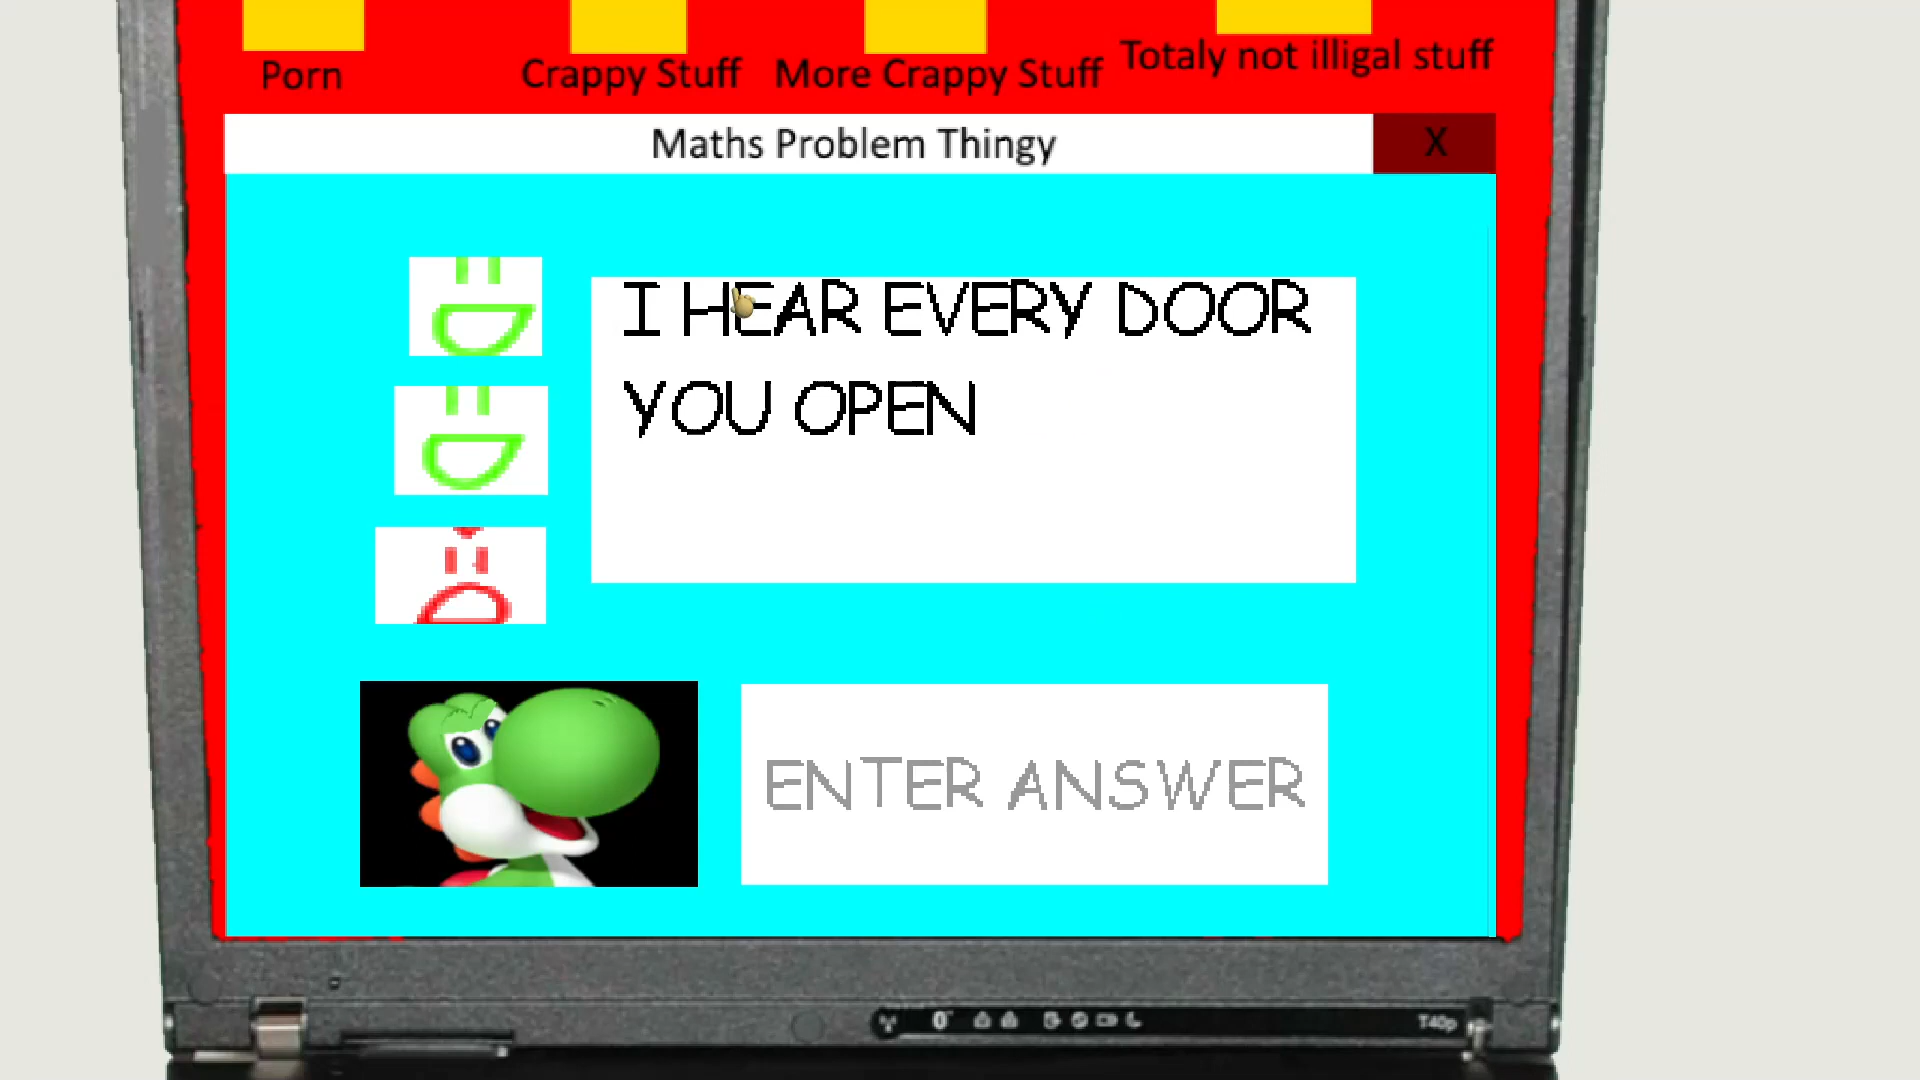 Porn
Crappy Stuff
More Crappy Stuff
Totaly not illigal stuff
Maths Problem Thingy
X
I HEAR EVERY DOOR
YOU OPEN
ENTER ANSWER
T40p